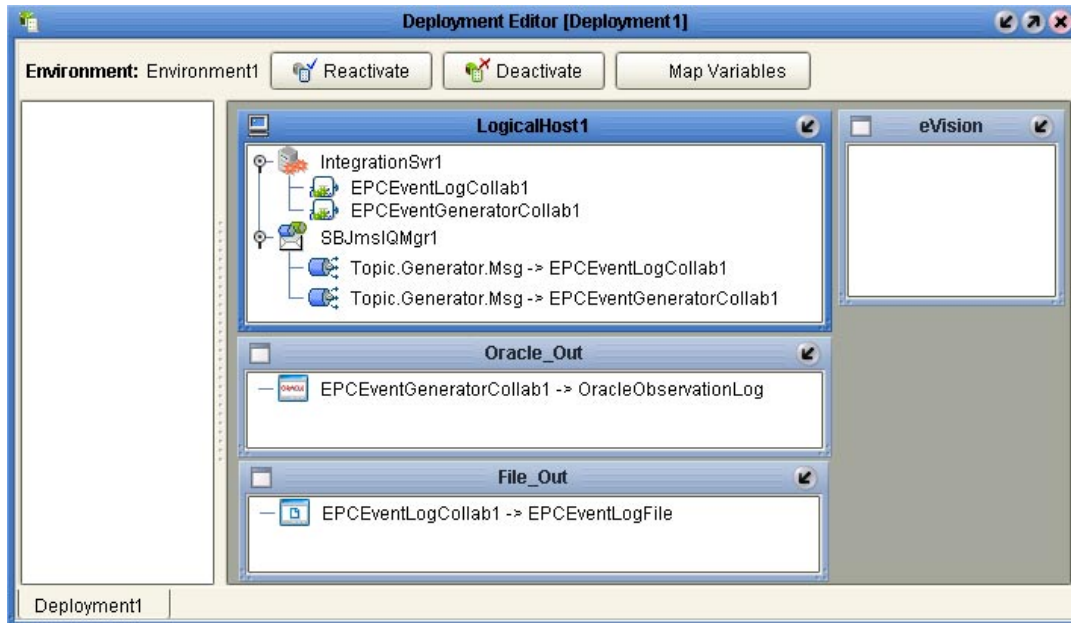 Deployment Editor [Deployment1]
Environment: Environment1 Reactivate Deactivate Map Variables
LogicalHost1
IntegrationSvr1
EPCEventLogCollab1
EPCEventGeneratorCollab1
SBJmsIQMgr1
Topic.Generator.Msg -> EPCEventLogCollab1
Topic.Generator.Msg -> EPCEventGeneratorCollab1
eVision
Oracle_Out
ORACLE EPCEventGeneratorCollab1 -> OracleObservationLog
File_Out
EPCEventLogCollab1 -> EPCEventLogFile
Deployment1